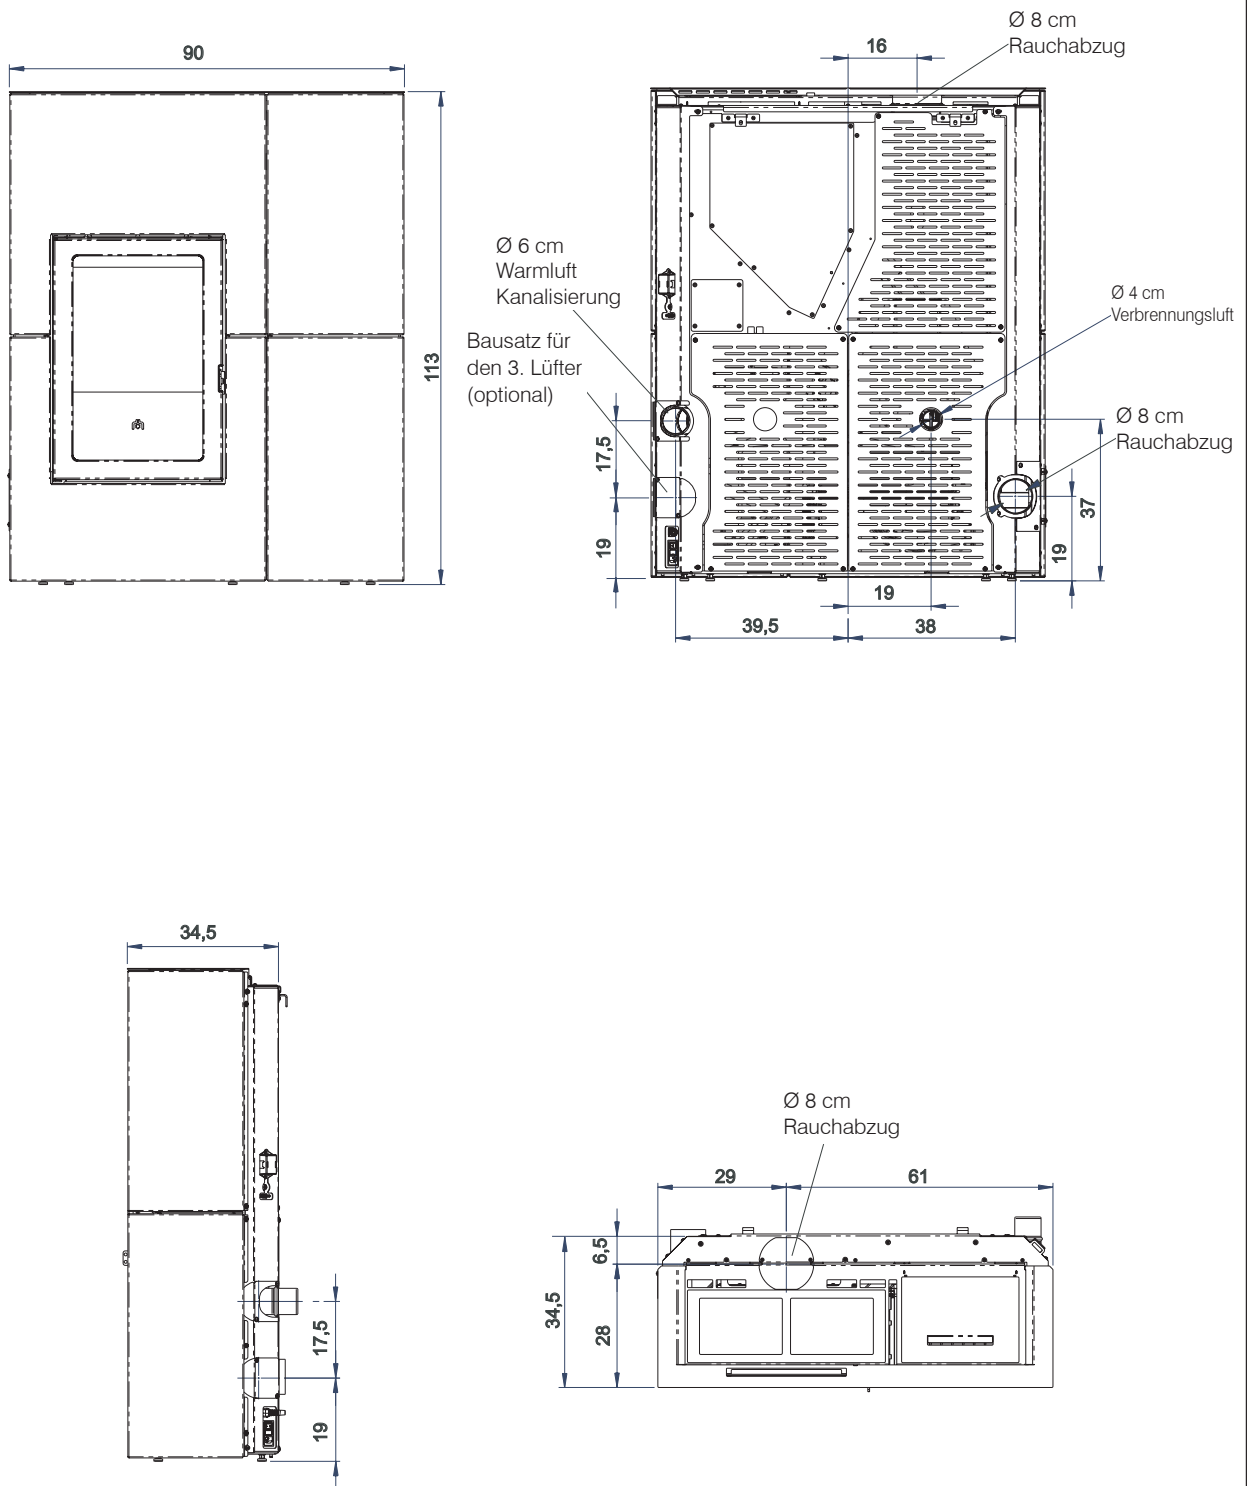 90
113
Ø 8 cm
Rauchabzug
16
Ø 6 cm
Warmluft
Kanalisierung
Bausatz für
den 3. Lüfter
(optional)
Ø 4 cm
Verbrennungsluft
Ø 8 cm
Rauchabzug
17,5
19
37
19
19
39,5
38
34,5
17,5
19
Ø 8 cm
Rauchabzug
29
61
6,5
34,5
28